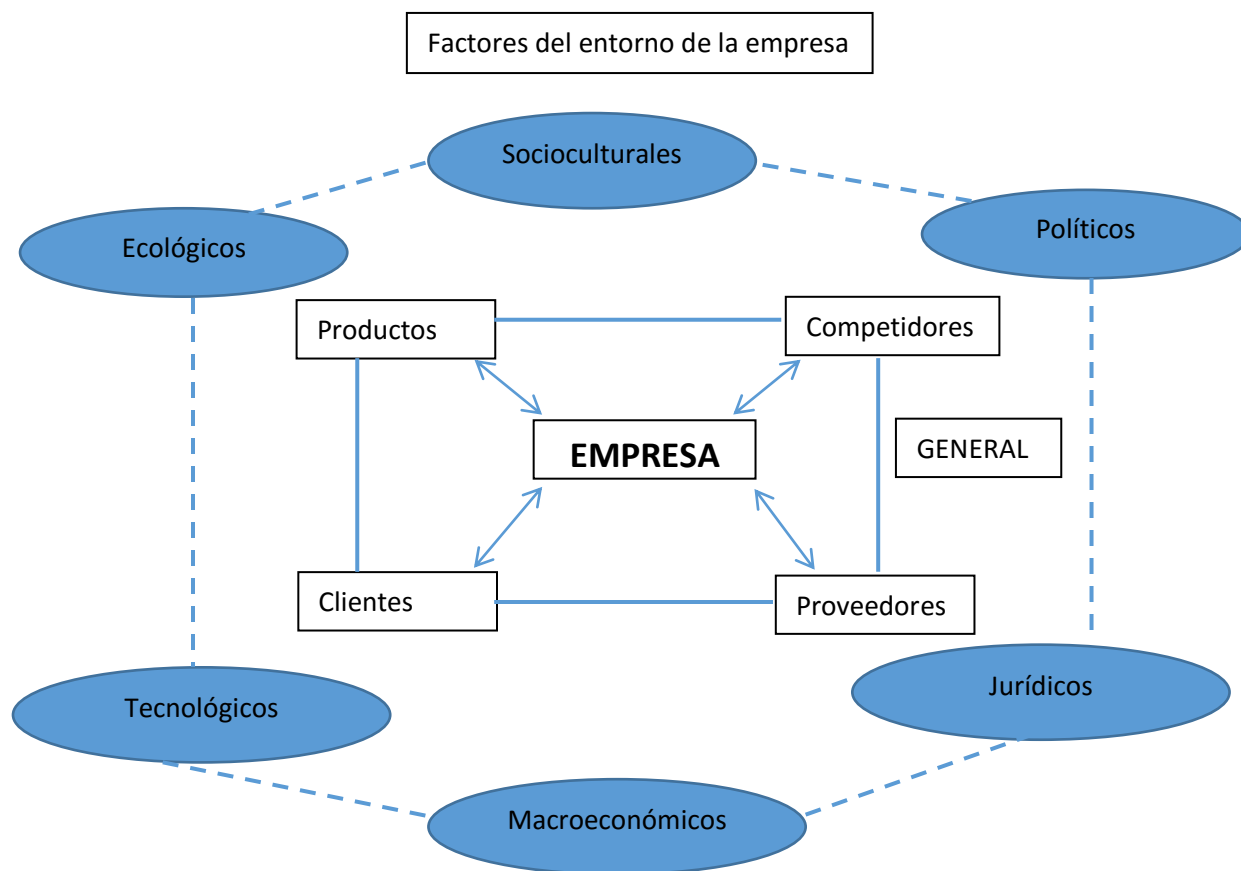 Factores del entorno de la empresa
Socioculturales
Ecológicos
Políticos
Productos
Competidores
EMPRESA
GENERAL
Clientes
Proveedores
Tecnológicos
Jurídicos
Macroeconómicos